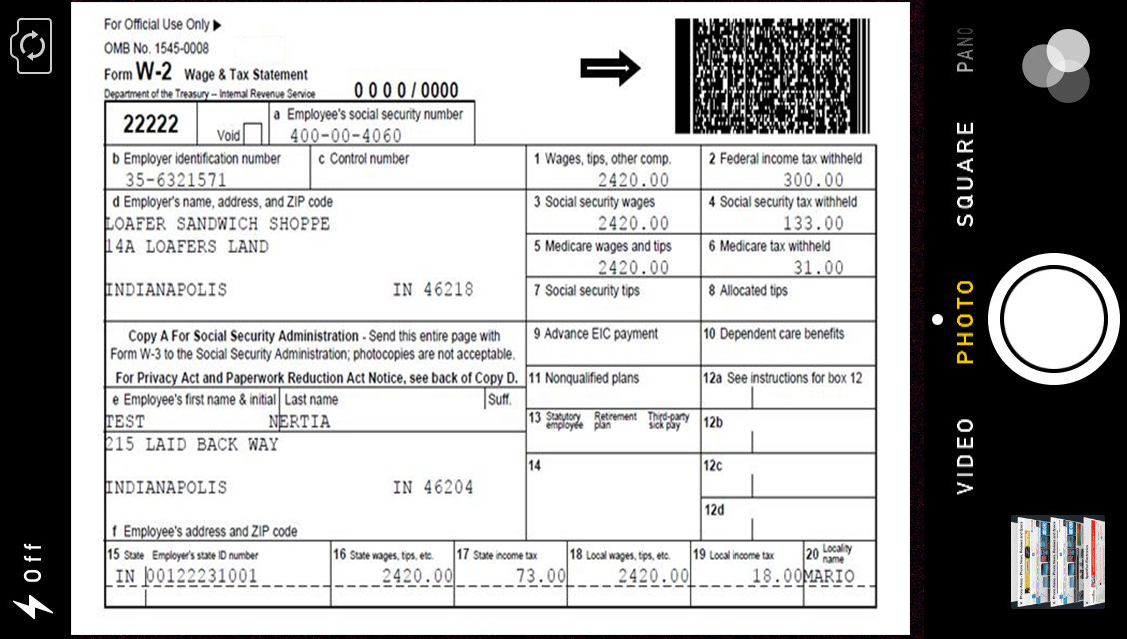 For Official Use Only ▶
OMB No. 1545-0008
Form W-2 Wage & Tax Statement
Department of the Treasury -- Internal Revenue Service
0000/0000
22222
Void
a Employee's social security number
400-00-4060
b Employer identification number
35-6321571
c Control number
1 Wages, tips, other comp.
2420.00
2 Federal income tax withheld
300.00
d Employer's name, address, and ZIP code
LOAFER SANDWICH SHOPPE
14A LOAFERS LAND
INDIANAPOLIS IN 46218
3 Social security wages
2420.00
4 Social security tax withheld
133.00
5 Medicare wages and tips
2420.00
6 Medicare tax withheld
31.00
7 Social security tips
8 Allocated tips
Copy A For Social Security Administration - Send this entire page with
Form W-3 to the Social Security Administration; photocopies are not acceptable.
For Privacy Act and Paperwork Reduction Act Notice, see back of Copy D.
9 Advance EIC payment
10 Dependent care benefits
11 Nonqualified plans
12a See instructions for box 12
e Employee's first name & initial Last name Suff.
TEST NERTIA
215 LAID BACK WAY
INDIANAPOLIS IN 46204
f Employee's address and ZIP code
13 Statutory employee Retirement plan Third-party sick pay
12b
14
12c
12d
15 State Employer's state ID number
IN 00122231001
16 State wages, tips, etc.
2420.00
17 State income tax
73.00
18 Local wages, tips, etc.
2420.00
19 Local income tax
18.00
20 Locality name
MARIO
Off
PANO
SQUARE
PHOTO
VIDEO